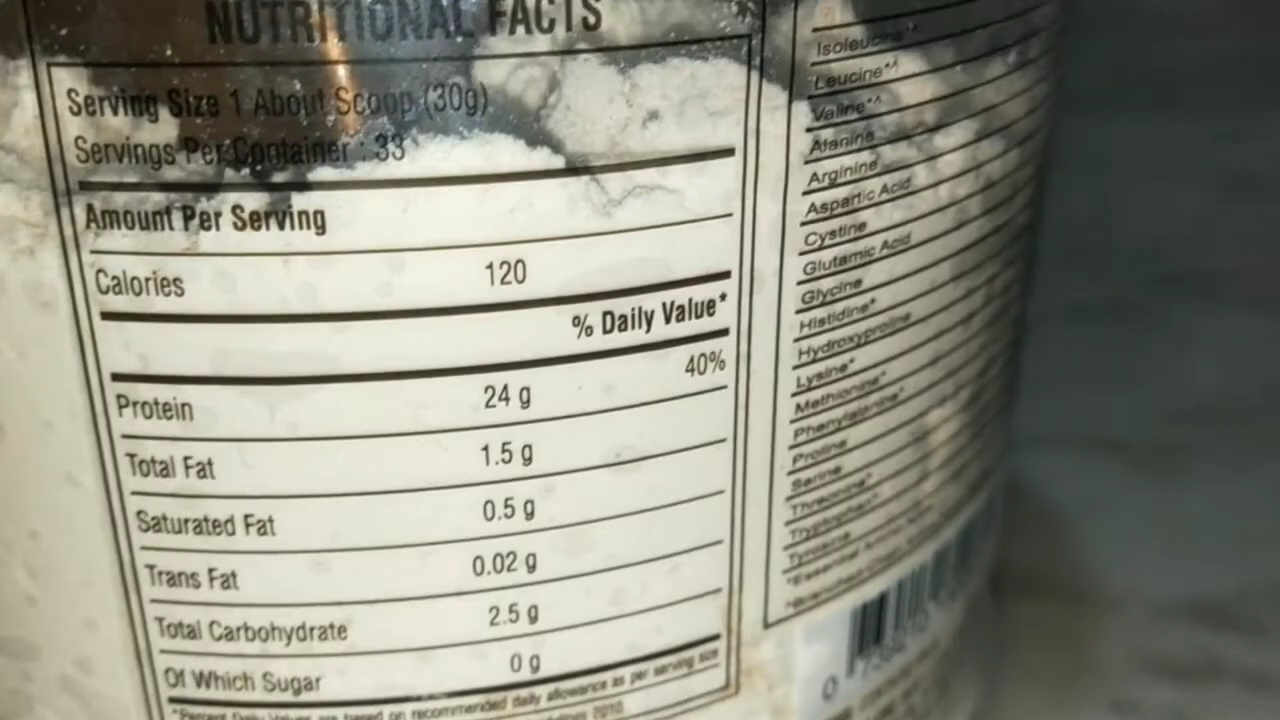 NUTRITIONAL FACTS
Serving Size 1 About Scoop (30g)
Servings Per Container : 33
Amount Per Serving
Calories 120
% Daily Value*
Protein 24 g 40%
Total Fat 1.5 g
Saturated Fat 0.5 g
Trans Fat 0.02 g
Total Carbohydrate 2.5 g
Of Which Sugar 0 g
*Percent Daily Values are based on recommended daily allowance as per serving size
2010.
Isoleucine*^
Leucine*^
Valine*^
Alanine
Arginine
Aspartic Acid
Cystine
Glutamic Acid
Glycine
Histidine*
Hydroxyproline
Lysine*
Methionine*
Phenylalanine*
Proline
Serine
Threonine*
Tryptophan*
Tyrosine
*Essential Amino
0